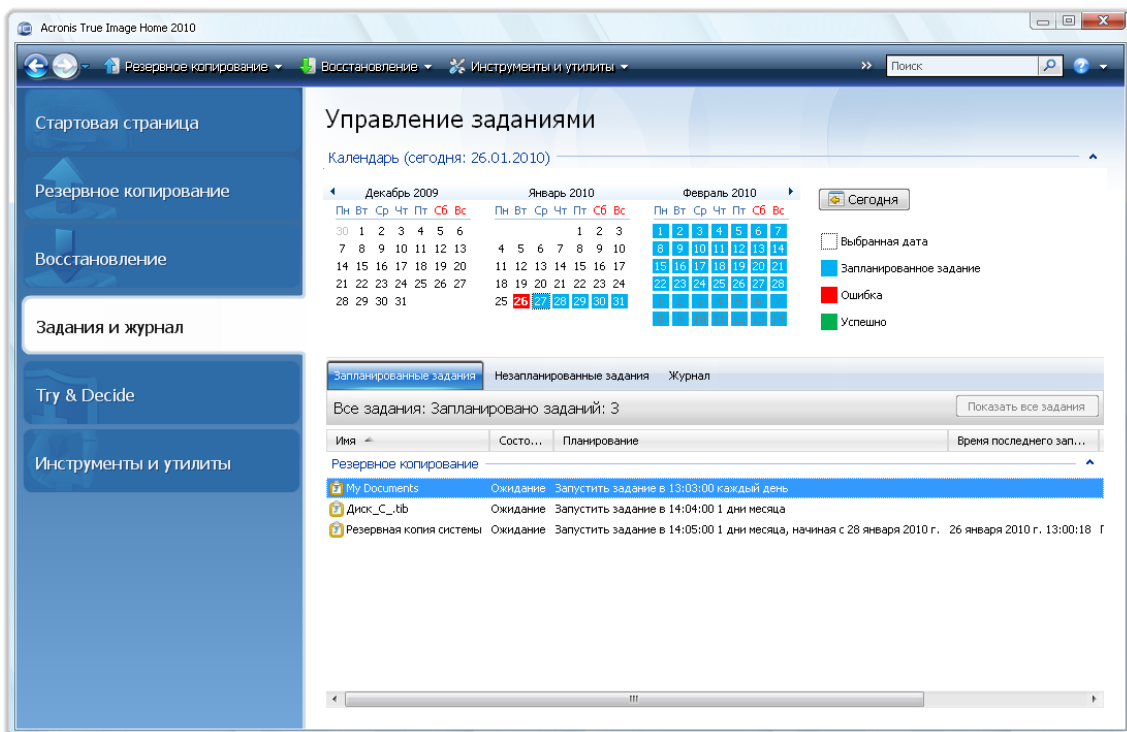 Acronis True Image Home 2010
Резервное копирование Восстановление Инструменты и утилиты » Поиск
Стартовая страница
Резервное копирование
Восстановление
Задания и журнал
Try & Decide
Инструменты и утилиты
Управление заданиями
Календарь (сегодня: 26.01.2010)
Декабрь 2009 Январь 2010 Февраль 2010
Пн Вт Ср Чт Пт Сб Вс Пн Вт Ср Чт Пт Сб Вс Пн Вт Ср Чт Пт Сб Вс
30 1 2 3 4 5 6 1 2 3 1 2 3 4 5 6 7
7 8 9 10 11 12 13 4 5 6 7 8 9 10 8 9 10 11 12 13 14
14 15 16 17 18 19 20 11 12 13 14 15 16 17 15 16 17 18 19 20 21
21 22 23 24 25 26 27 18 19 20 21 22 23 24 22 23 24 25 26 27 28
28 29 30 31 25 26 27 28 29 30 31
Сегодня
Выбранная дата
Запланированное задание
Ошибка
Успешно
Запланированные задания Незапланированные задания Журнал
Все задания: Запланировано заданий: 3 Показать все задания
Имя Состо... Планирование Время последнего зап...
Резервное копирование
My Documents Ожидание Запустить задание в 13:03:00 каждый день
Диск_C_.tib Ожидание Запустить задание в 14:04:00 1 дни месяца
Резервная копия системы Ожидание Запустить задание в 14:05:00 1 дни месяца, начиная с 28 января 2010 г. 26 января 2010 г. 13:00:18